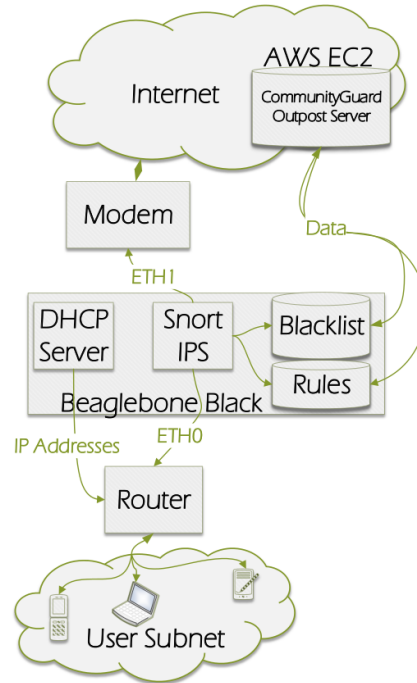 AWS EC2
Internet
CommunityGuard
Outpost Server
Modem
Data
ETH1
DHCP
Server
Snort
IPS
Blacklist
Rules
Beaglebone Black
IP Addresses
ETH0
Router
User Subnet